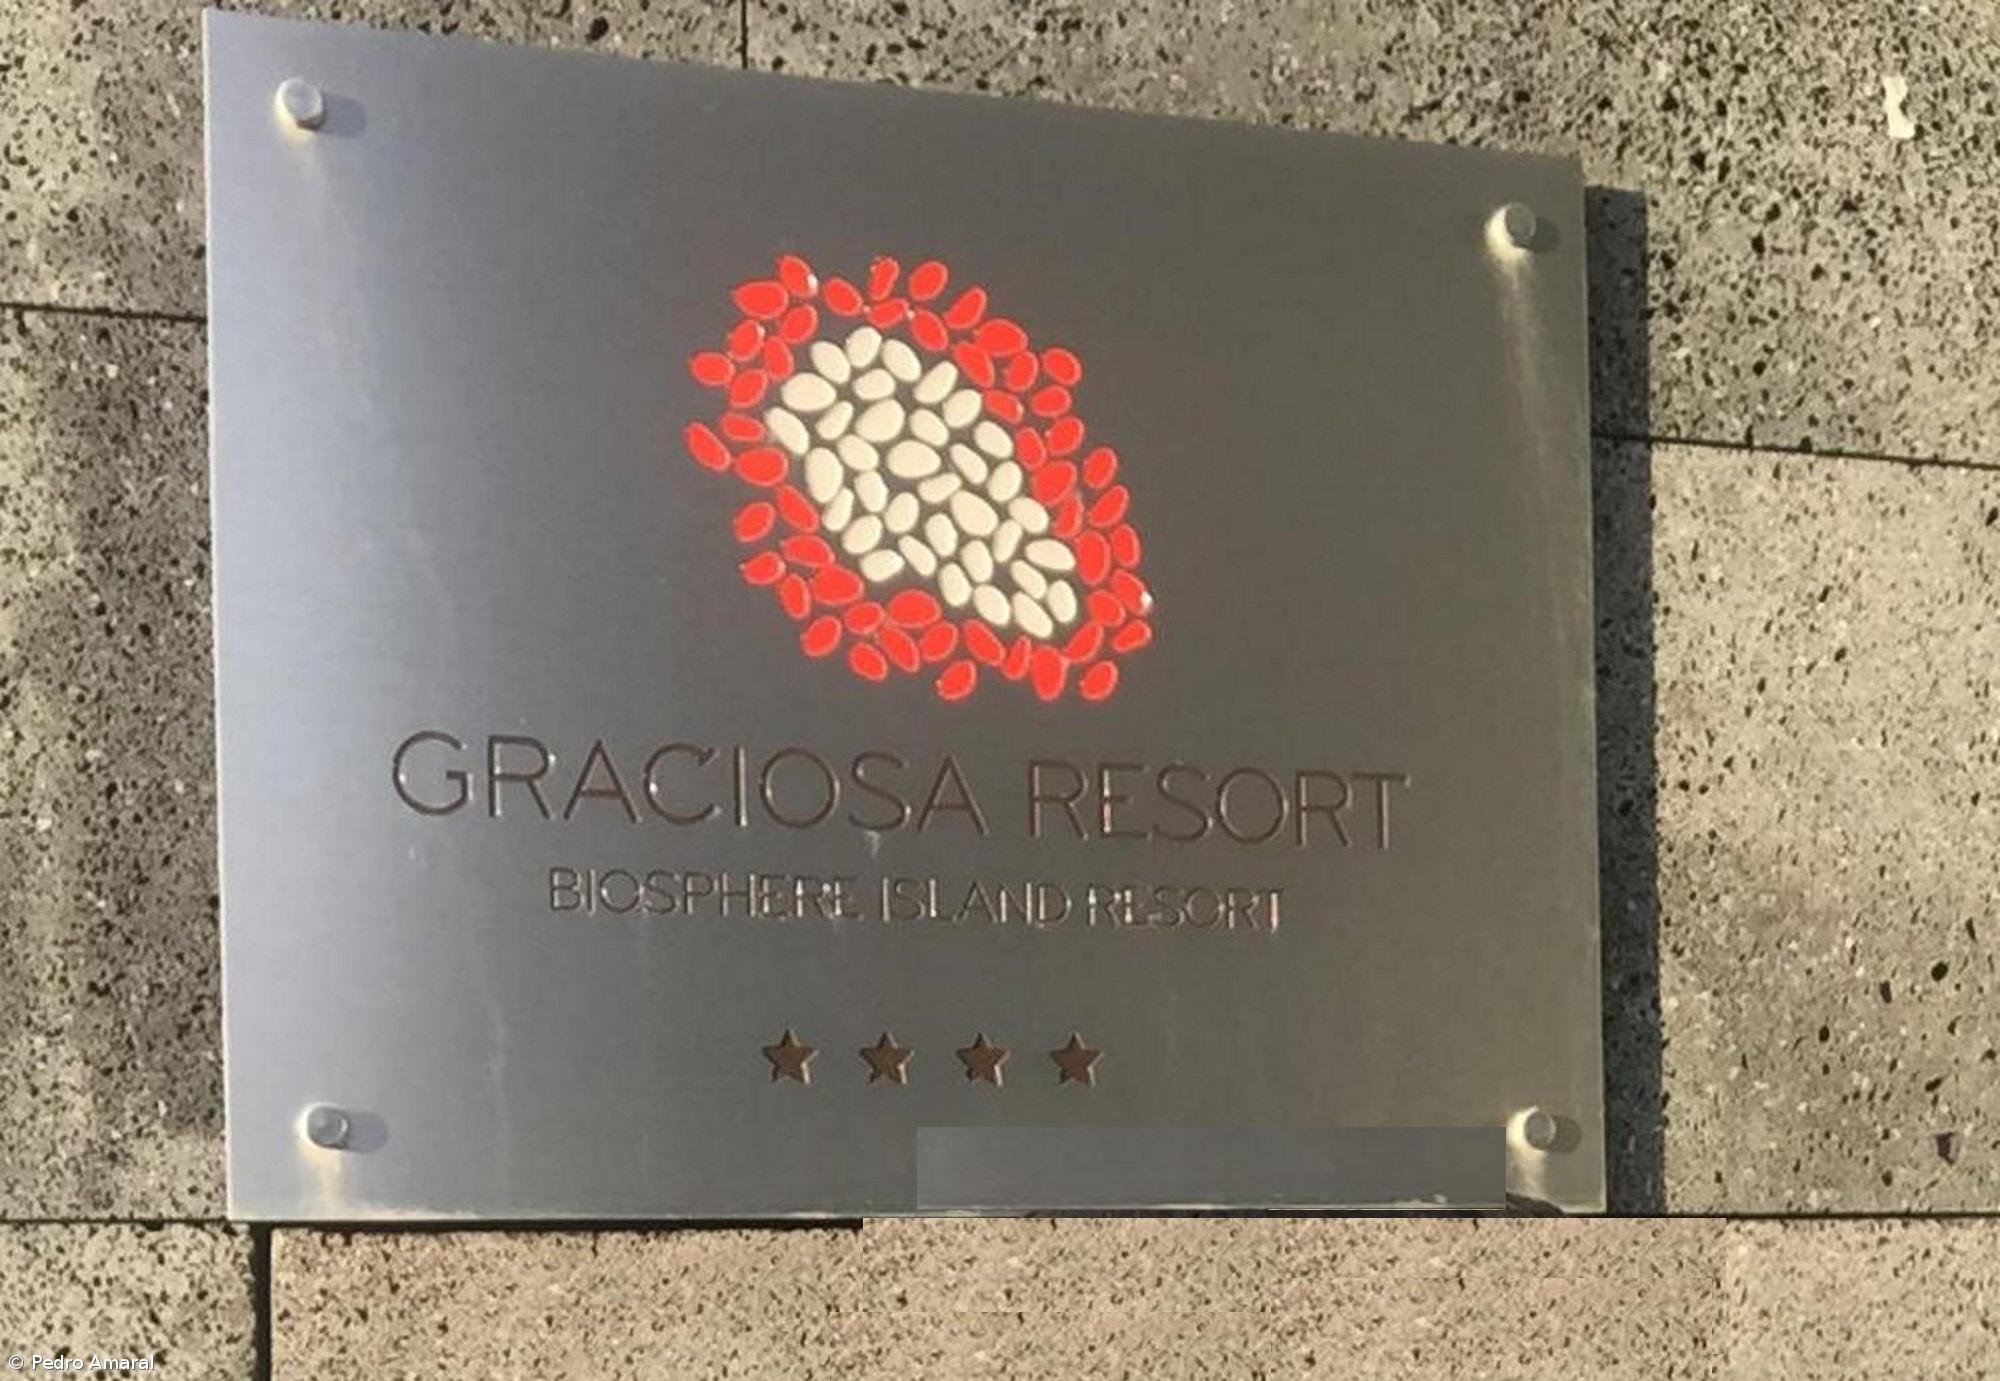 GRACIOSA RESORT
BIOSPHERE ISLAND RESORT
© Pedro Amaral